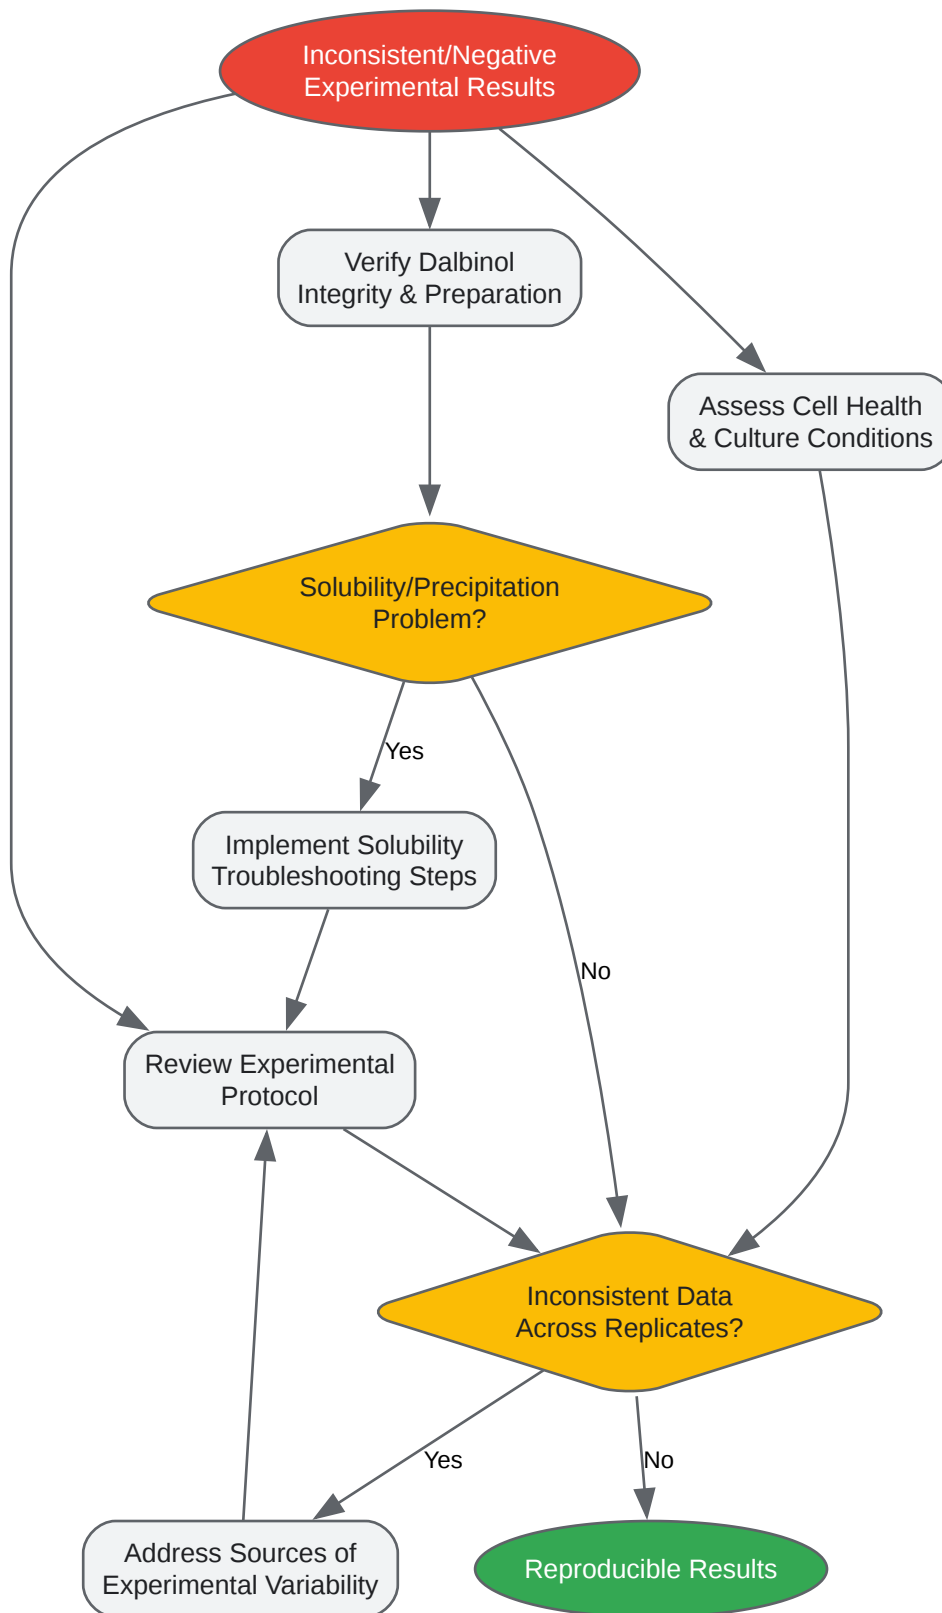 Inconsistent/Negative
Experimental Results
Verify Dalbinol
Integrity & Preparation
Assess Cell Health
& Culture Conditions
Solubility/Precipitation
Problem?
Yes
Implement Solubility
Troubleshooting Steps
No
Review Experimental
Protocol
Inconsistent Data
Across Replicates?
Yes
No
Address Sources of
Experimental Variability
Reproducible Results